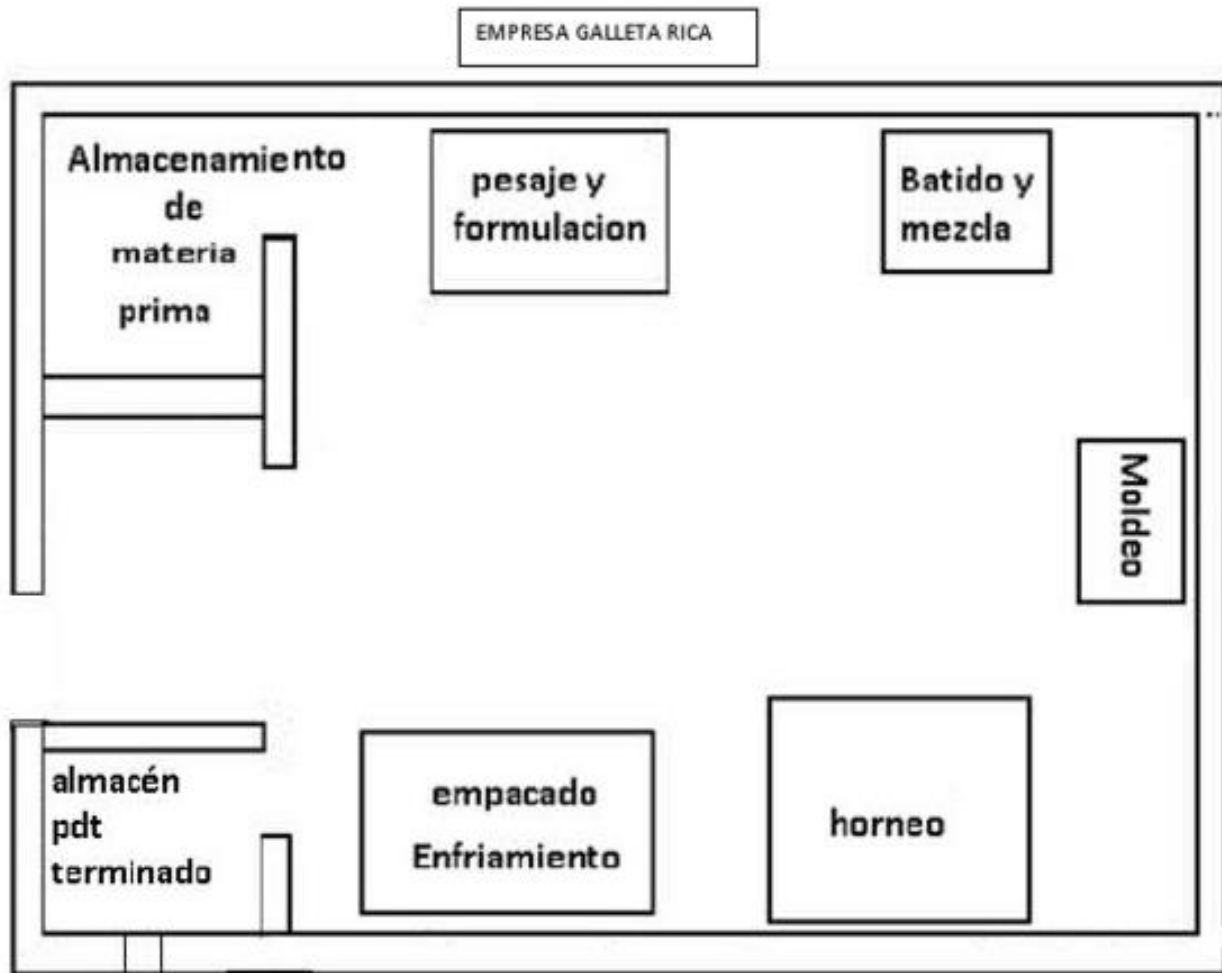 EMPRESA GALLETA RICA
Almacenamiento
de
materia
prima
pesaje y
formulacion
Batido y
mezcla
Moldeo
almacén
pdt
terminado
empacado
Enfriamiento
horneo